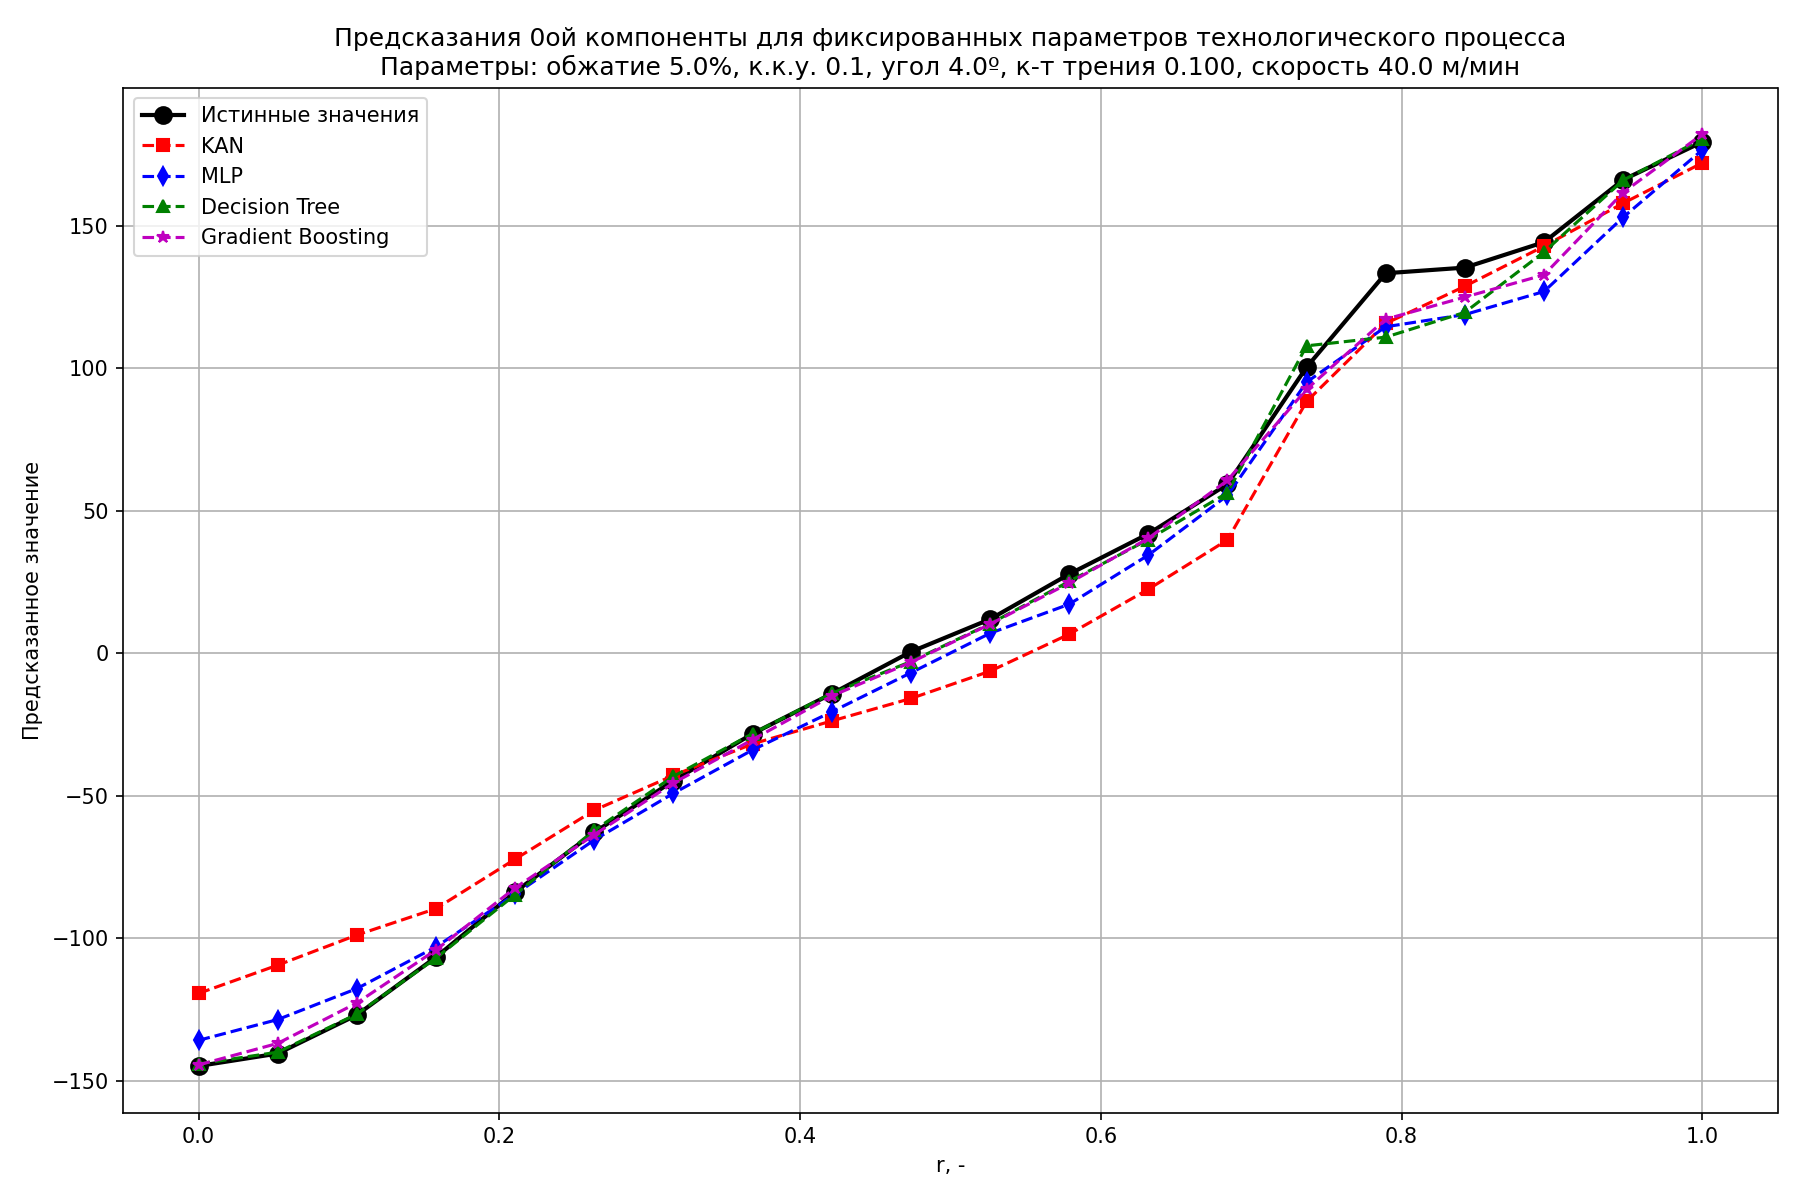 Предсказания 0ой компоненты для фиксированных параметров технологического процесса
Параметры: обжатие 5.0%, к.к.у. 0.1, угол 4.0º, к-т трения 0.100, скорость 40.0 м/мин
Истинные значения
KAN
MLP
Decision Tree
Gradient Boosting
Предсказанное значение
150
100
50
0
−50
−100
−150
0.0
0.2
0.4
0.6
0.8
1.0
r, -